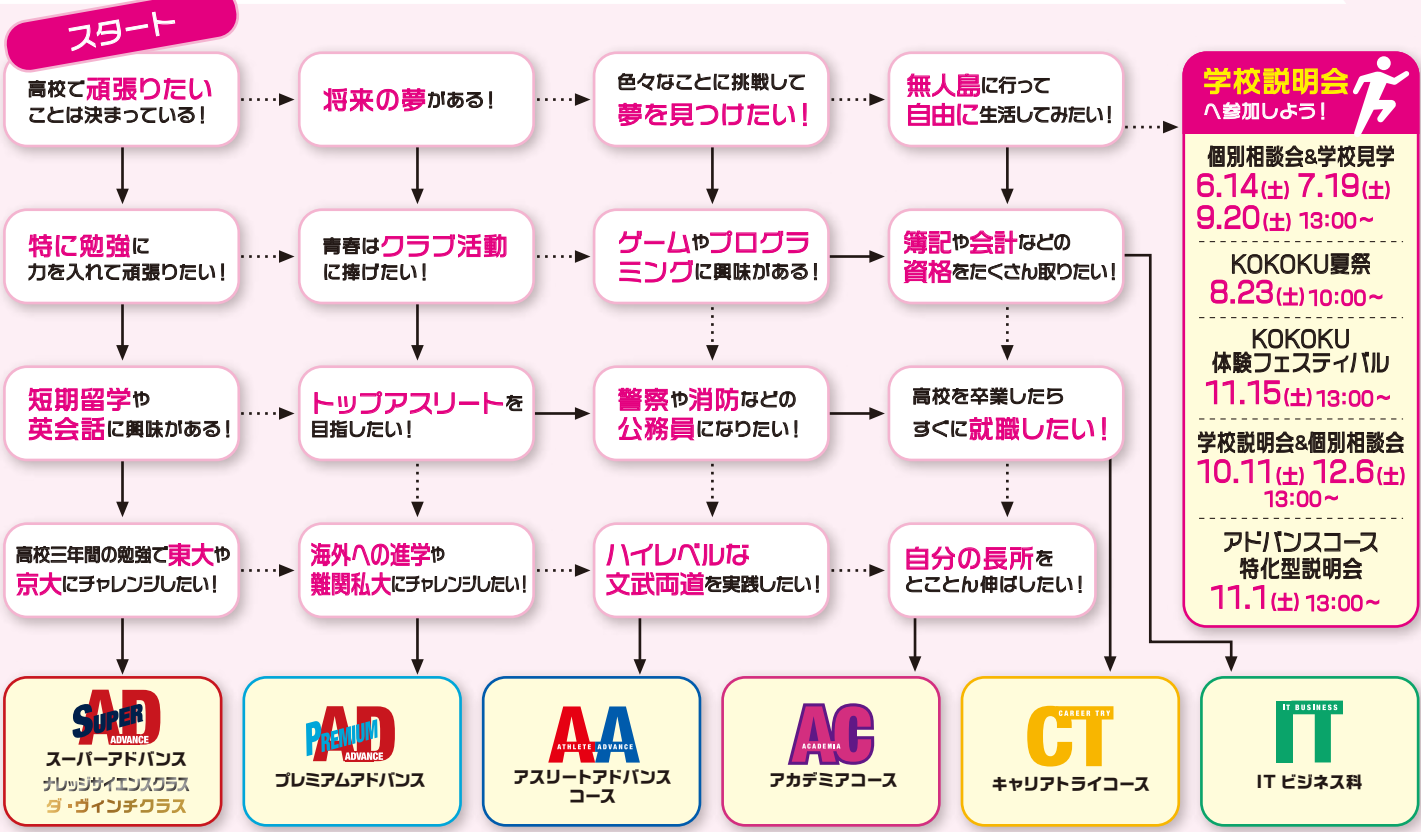 スタート
高校で頑張りたい
ことは決まっている！
将来の夢がある！
色々なことに挑戦して
夢を見つけたい！
無人島に行って
自由に生活してみたい！
学校説明会
へ参加しよう！
個別相談会&学校見学
6.14(土) 7.19(土)
9.20(土) 13:00～
KOKOKU夏祭
8.23(土)10:00～
KOKOKU
体験フェスティバル
11.15(土)13:00～
学校説明会&個別相談会
10.11(土) 12.6(土)
13:00～
アドバンスコース
特化型説明会
11.1(土)13:00～
特に勉強に
力を入れて頑張りたい！
青春はクラブ活動
に捧げたい！
ゲームやプログラ
ミングに興味がある！
簿記や会計などの
資格をたくさん取りたい！
短期留学や
英会話に興味がある！
トップアスリートを
目指したい！
警察や消防などの
公務員になりたい！
高校を卒業したら
すぐに就職したい！
高校三年間の勉強で東大や
京大にチャレンジしたい！
海外への進学や
難関私大にチャレンジしたい！
ハイレベルな
文武両道を実践したい！
自分の長所を
とことん伸ばしたい！
SUPER AD
ADVANCE
スーパーアドバンス
ナレッジサイエンスクラス
ダ・ヴィンチクラス
PREMIUM AD
ADVANCE
プレミアムアドバンス
AA
ATHLETE ADVANCE
アスリートアドバンス
コース
AC
ACADEMIA
アカデミアコース
CT
CAREER TRY
キャリアトライコース
IT BUSINESS
IT
IT ビジネス科